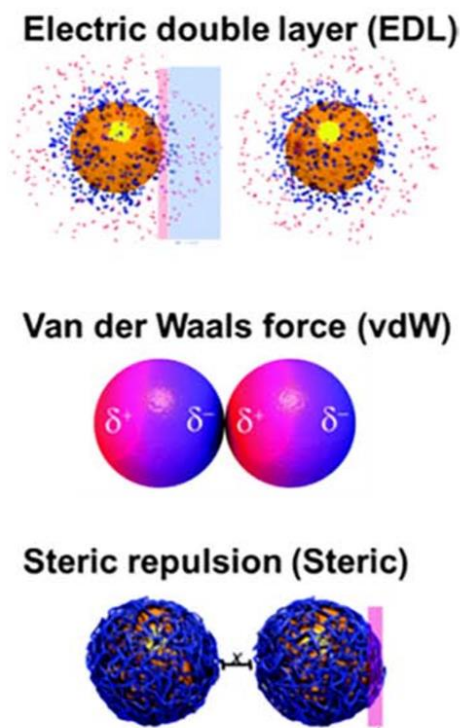 Electric double layer (EDL)
Van der Waals force (vdW)
δ⁺ δ⁻ δ⁺ δ⁻
Steric repulsion (Steric)
x